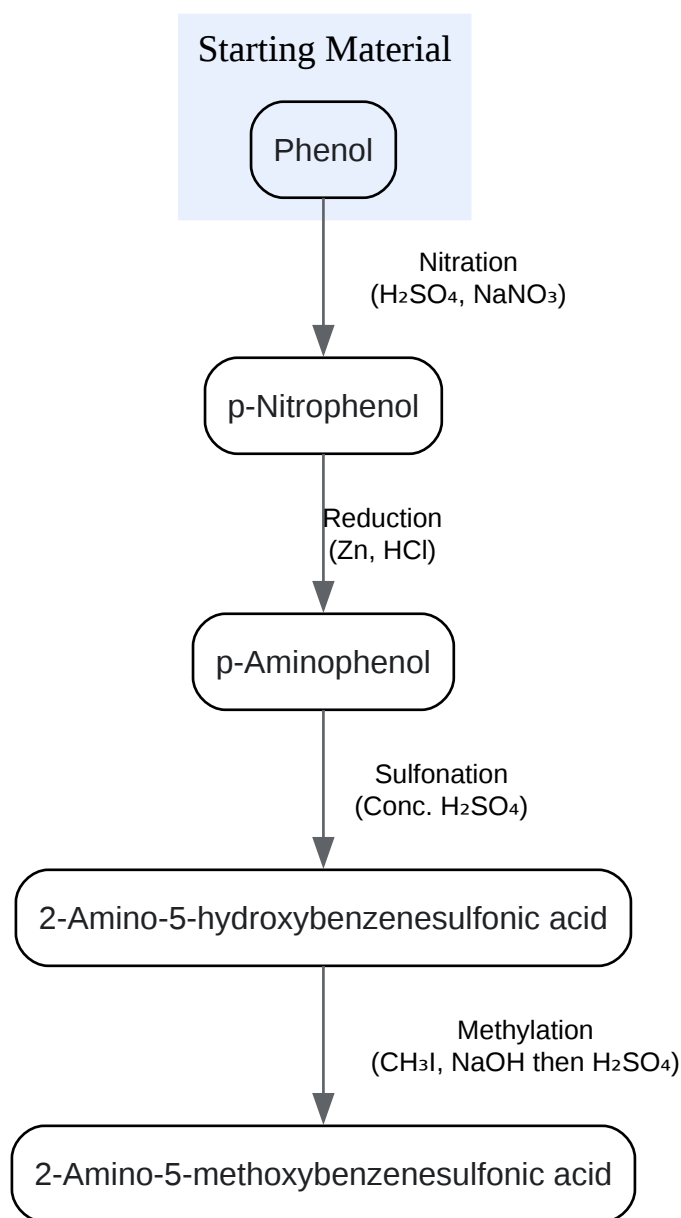 Starting Material
Phenol
Nitration
(H₂SO₄, NaNO₃)
p-Nitrophenol
Reduction
(Zn, HCl)
p-Aminophenol
Sulfonation
(Conc. H₂SO₄)
2-Amino-5-hydroxybenzenesulfonic acid
Methylation
(CH₃I, NaOH then H₂SO₄)
2-Amino-5-methoxybenzenesulfonic acid